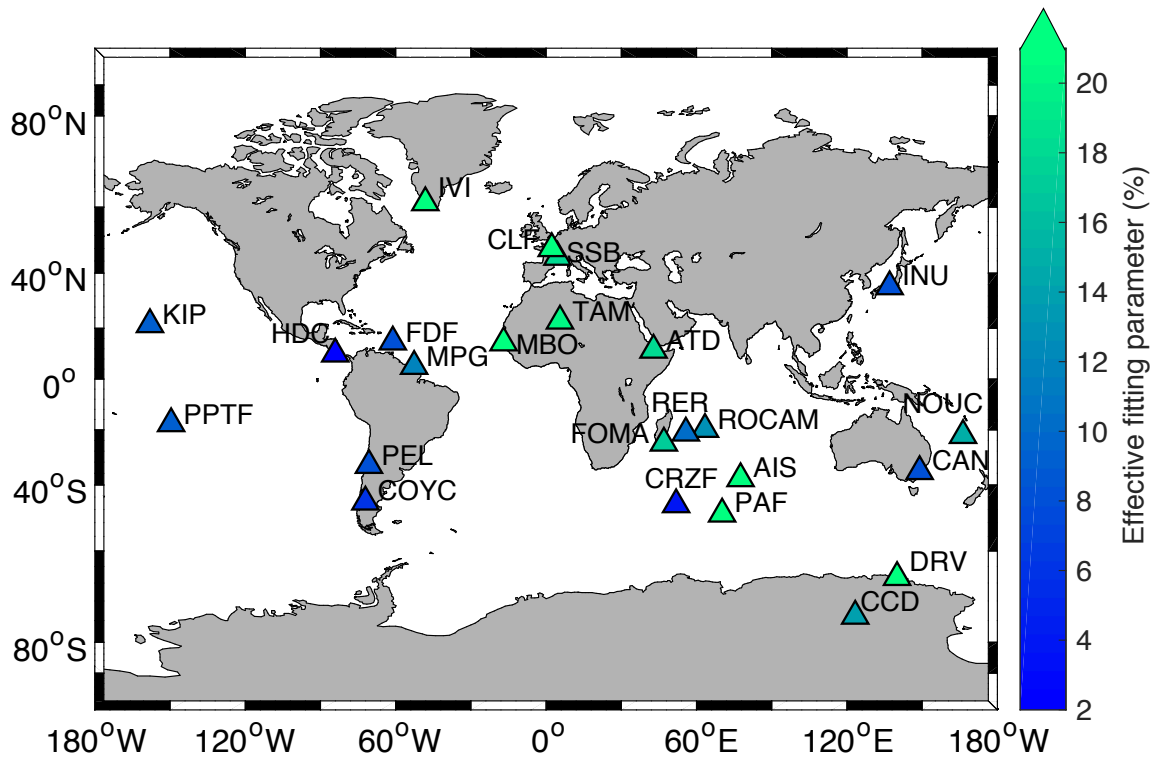 80°N
40°N
0°
40°S
80°S
180°W
120°W
60°W
0°
60°E
120°E
180°W
IVI
CLF
SSB
INU
KIP
HDC
FDF
MPG
TAM
MBO
ATD
PPTF
RER
ROCAM
FOMA
NOUC
PEL
CAN
COYC
CRZF
AIS
PAF
DRV
CCD
20
18
16
14
12
10
8
6
4
2
Effective fitting parameter (%)